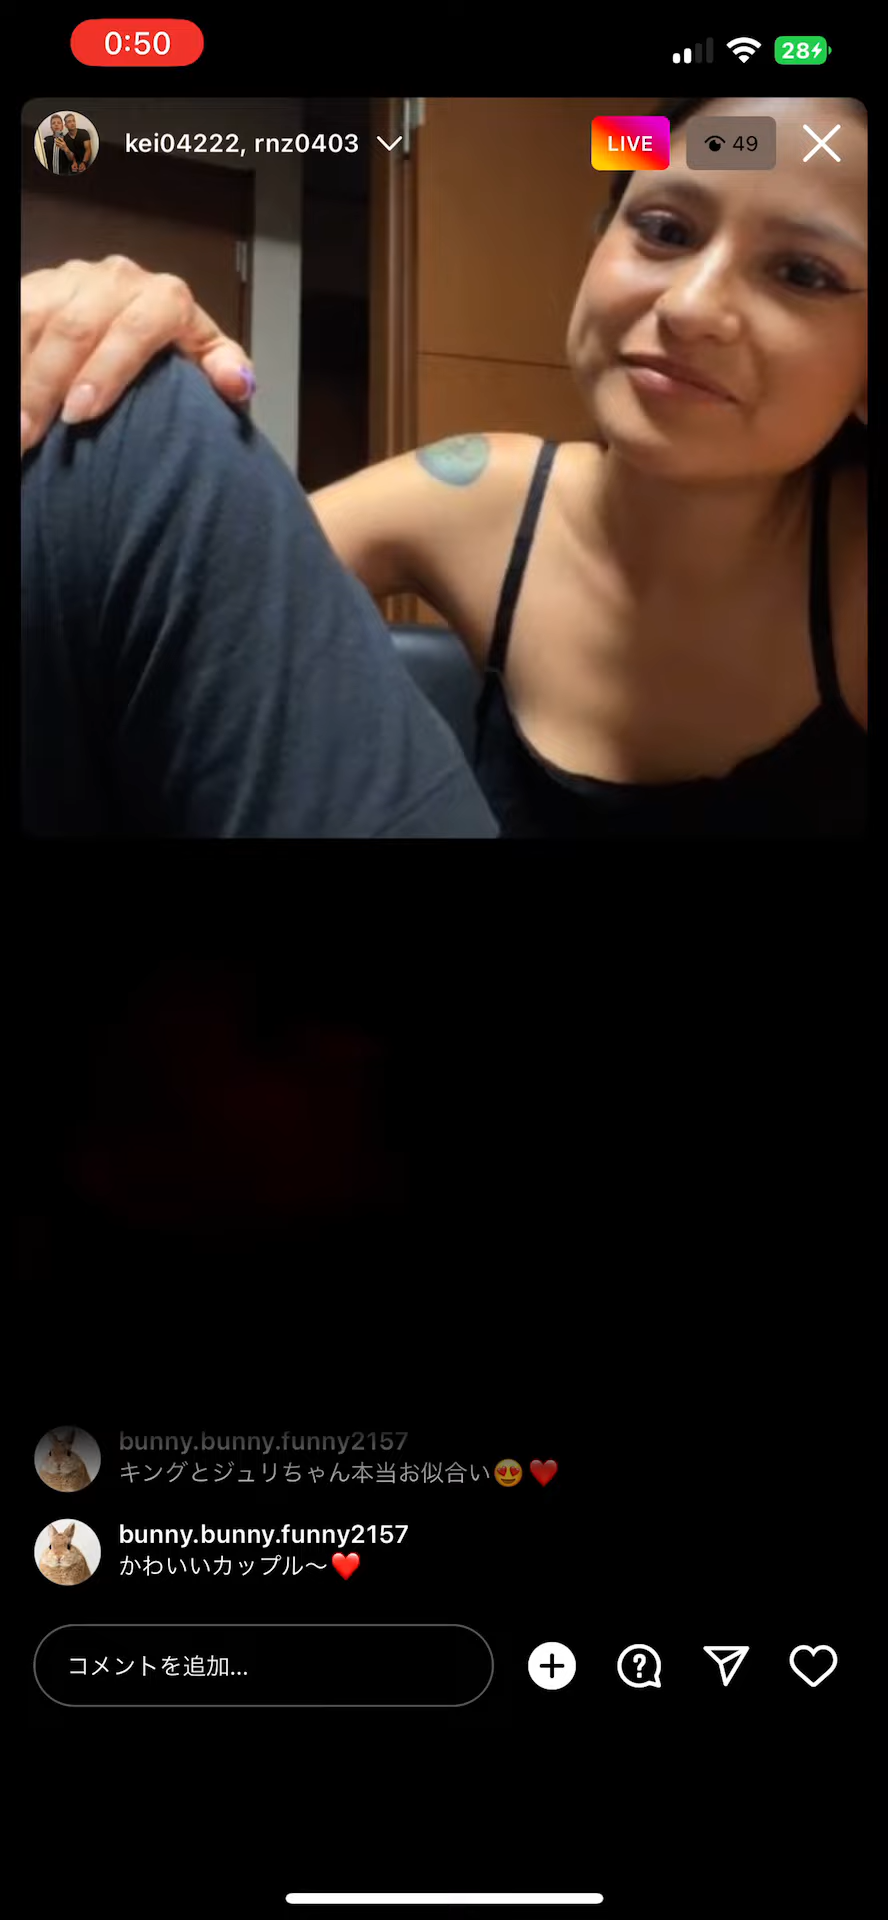 0:50
28
kei04222, rnz0403
LIVE
49
bunny.bunny.funny2157
キングとジュリちゃん本当お似合い😍❤️
bunny.bunny.funny2157
かわいいカップル〜❤️
コメントを追加...